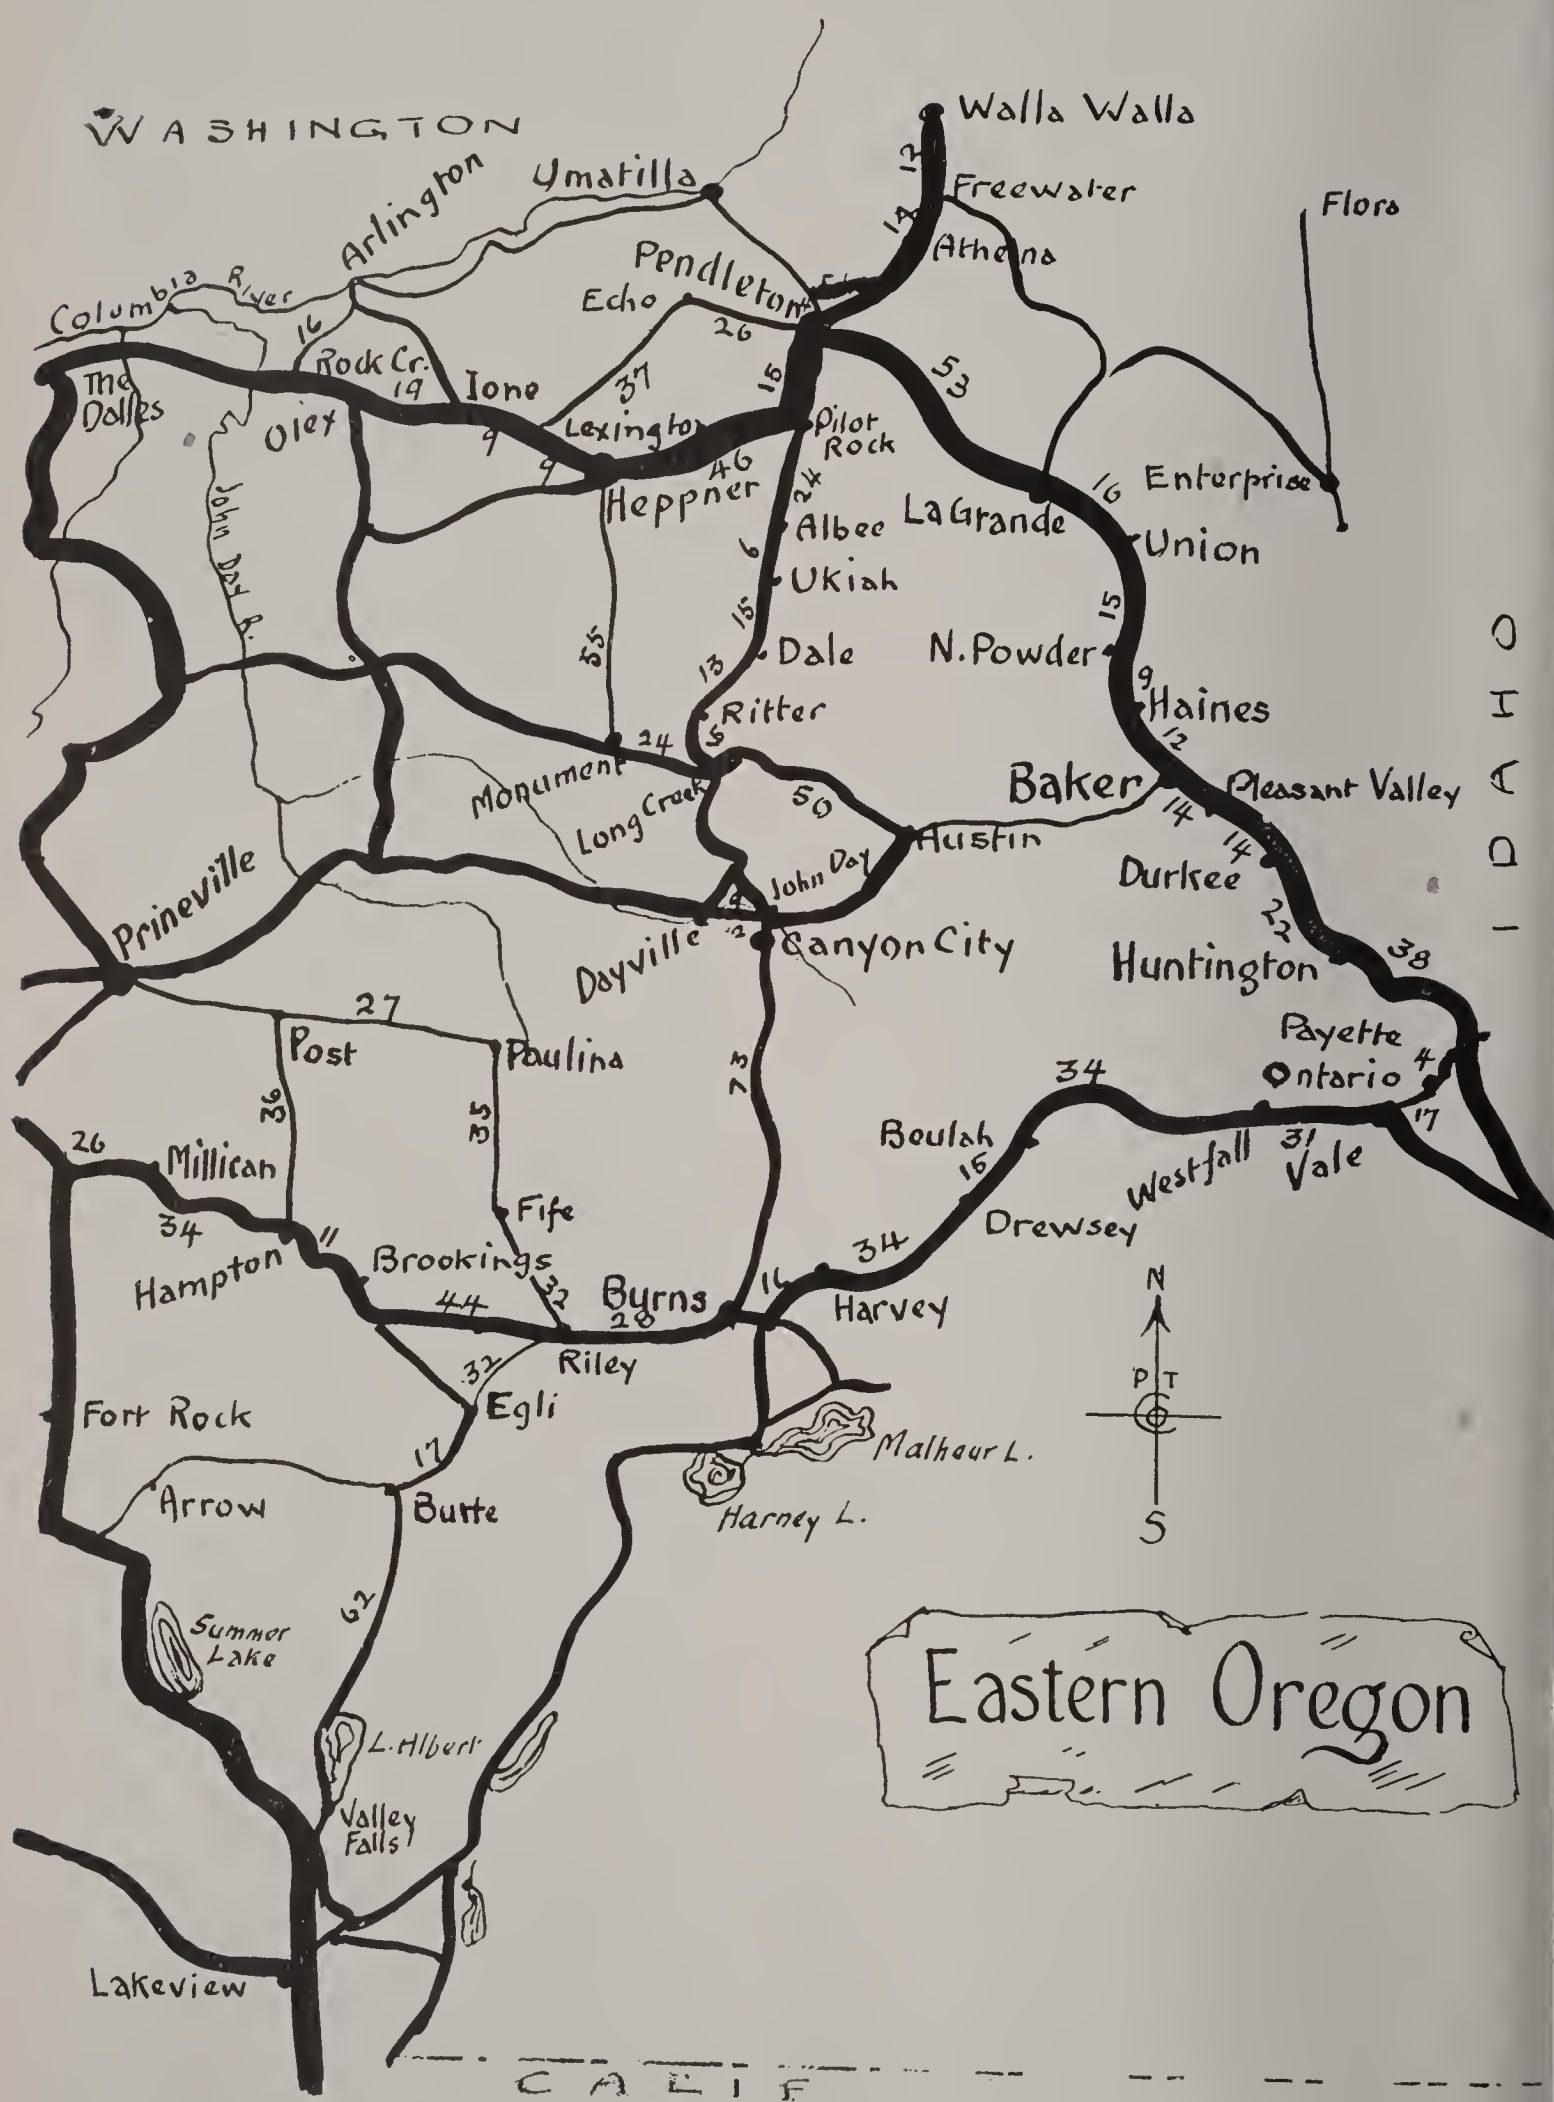 WASHINGTON
Walla Walla
12
Umatilla
Arlington
Freewater
Flora
14
Athena
Pendleton
Columbia River
Echo
26
16
Rock Cr.
19
Ione
37
15
53
The
Dalles
Olex
9
Lexington
Pilot
Rock
9
46
Heppner
24
LaGrande
16
Enterprise
Albee
Union
6
Ukiah
John Day R.
15
15
55
Dale
N. Powder
13
9
Ritter
Haines
IDAHO
24
12
Monument
Long Creek
50
Baker
Pleasant Valley
14
Austin
14
Durkee
John Day
Prineville
22
Dayville
Canyon City
Huntington
38
27
Post
Paulina
Payette
4
73
34
Ontario
36
35
17
Beulah
31
26
Millican
15
Westfall
Vale
Fife
34
Drewsey
11
Hampton
Brookings
34
32
44
Burns
16
Harvey
28
N
32
Riley
P T
Fort Rock
Egli
17
Malheur L.
Arrow
Butte
Harney L.
S
62
Summer
Lake
Eastern Oregon
L. Albert
Valley
Falls
Lakeview
CALIF